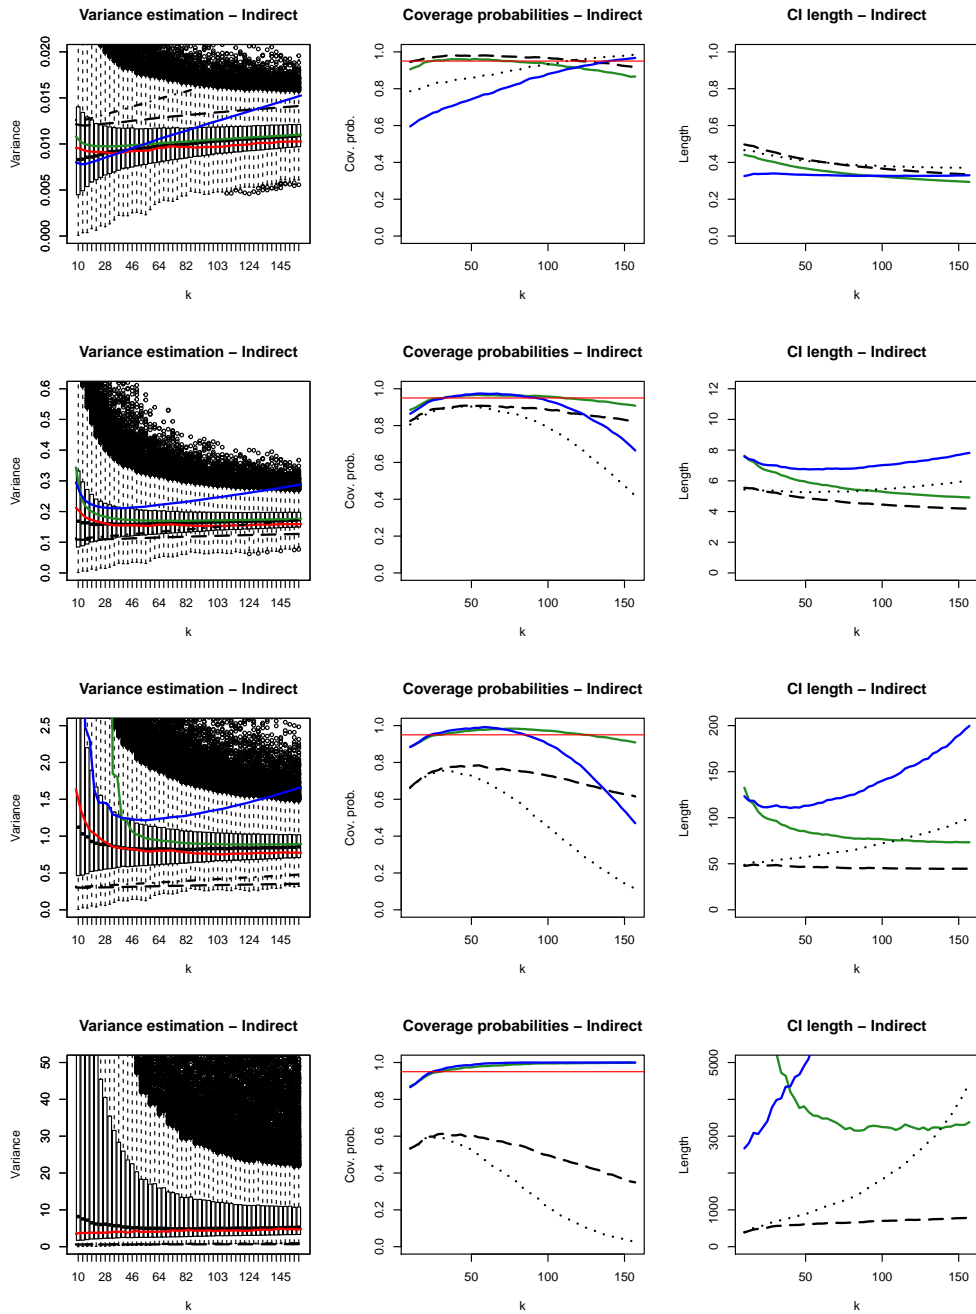 Variance estimation – Indirect
Variance
0.000 0.005 0.010 0.015 0.020
10 28 46 64 82 103 124 145
k
Coverage probabilities – Indirect
Cov. prob.
0.0 0.2 0.4 0.6 0.8 1.0
50 100 150
k
CI length – Indirect
Length
0.0 0.2 0.4 0.6 0.8 1.0
50 100 150
k
Variance estimation – Indirect
Variance
0.0 0.1 0.2 0.3 0.4 0.5 0.6
10 28 46 64 82 103 124 145
k
Coverage probabilities – Indirect
Cov. prob.
0.0 0.2 0.4 0.6 0.8 1.0
50 100 150
k
CI length – Indirect
Length
0 2 4 6 8 10 12
50 100 150
k
Variance estimation – Indirect
Variance
0.0 0.5 1.0 1.5 2.0 2.5
10 28 46 64 82 103 124 145
k
Coverage probabilities – Indirect
Cov. prob.
0.0 0.2 0.4 0.6 0.8 1.0
50 100 150
k
CI length – Indirect
Length
0 50 100 150 200
50 100 150
k
Variance estimation – Indirect
Variance
0 10 20 30 40 50
10 28 46 64 82 103 124 145
k
Coverage probabilities – Indirect
Cov. prob.
0.0 0.2 0.4 0.6 0.8 1.0
50 100 150
k
CI length – Indirect
Length
0 1000 3000 5000
50 100 150
k